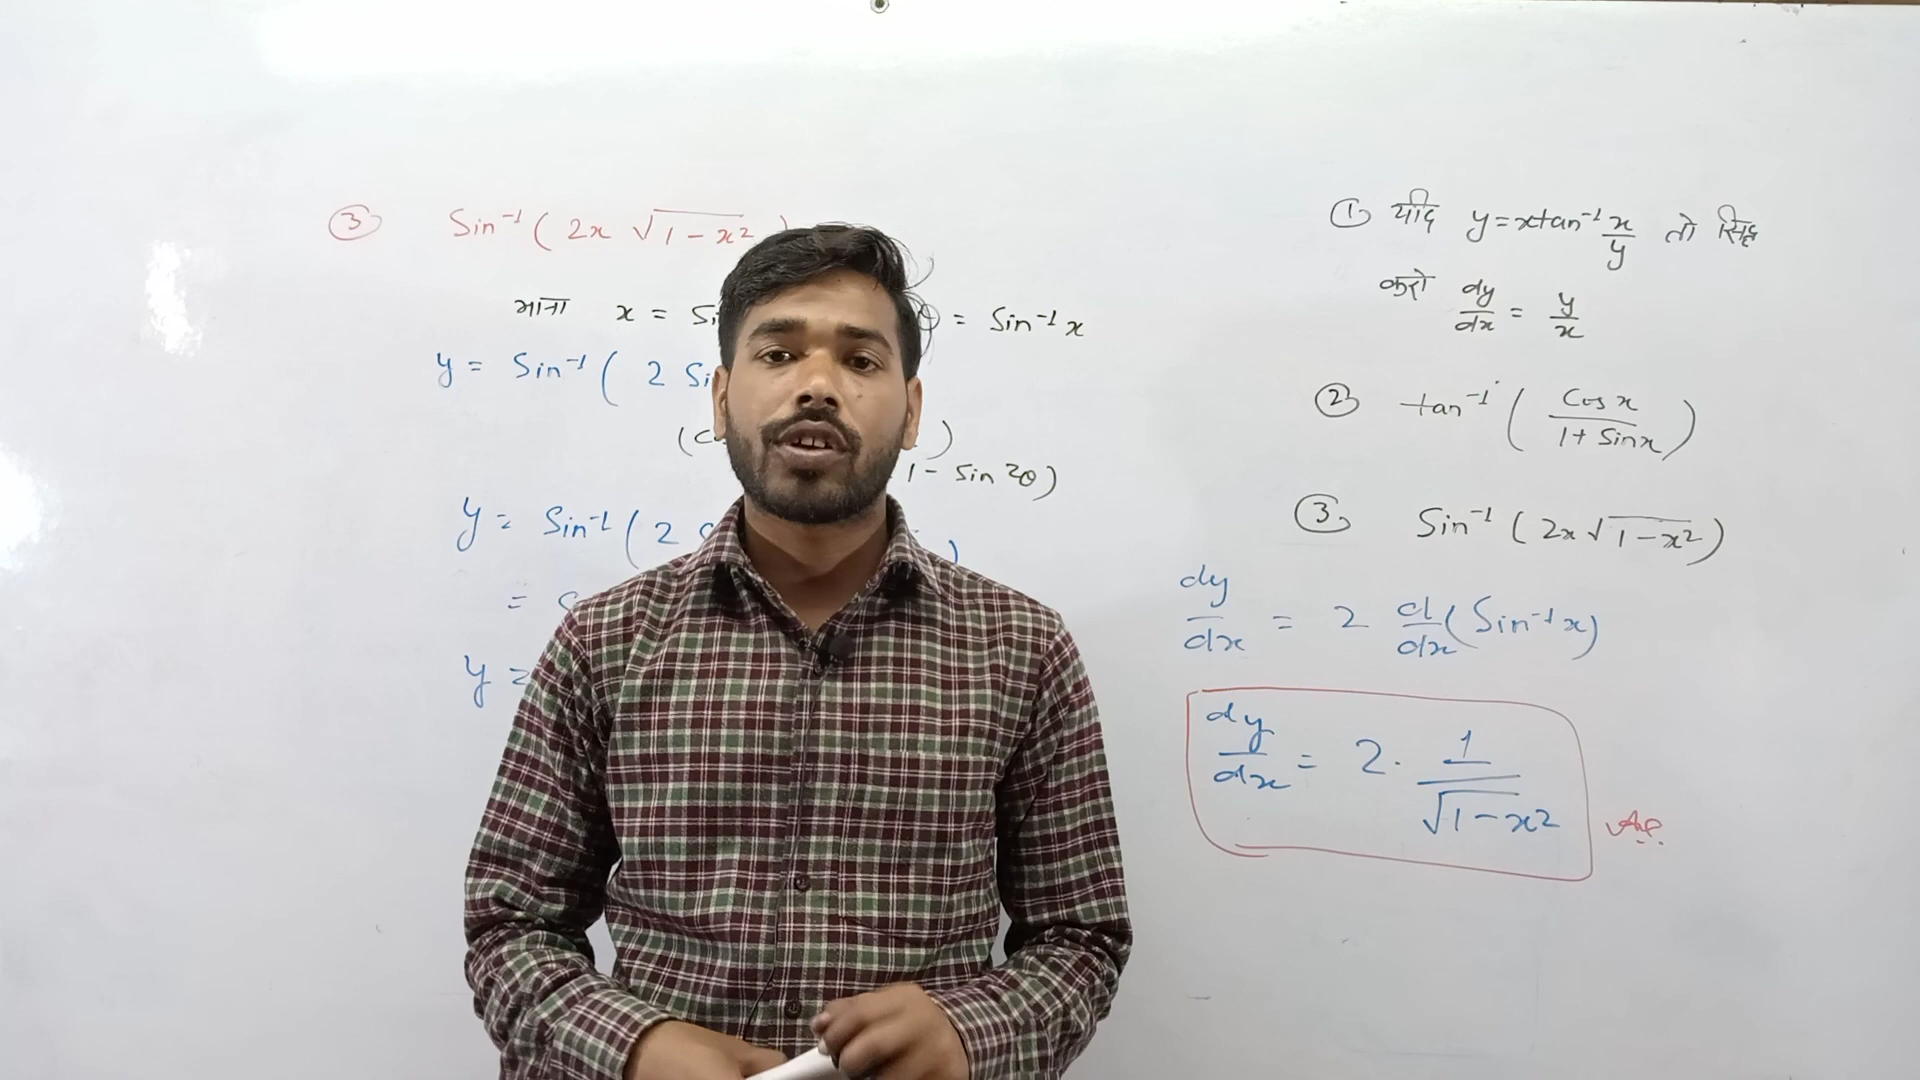 ③ Sin⁻¹ ( 2x √1-x²
माना x = Si θ = Sin⁻¹ x
y = Sin⁻¹ ( 2 Si
(c )
1 - Sin 2θ)
y = Sin⁻¹ ( 2 )
= S
y =
① यदि y = x tan⁻¹ x/y तो सिद्ध
करो dy/dx = y/x
② tan⁻¹ ( Cos x / 1 + Sin x )
③ Sin⁻¹ ( 2x √1-x² )
dy/dx = 2 d/dx ( Sin⁻¹ x )
dy/dx = 2 · 1/√1-x² Ans.